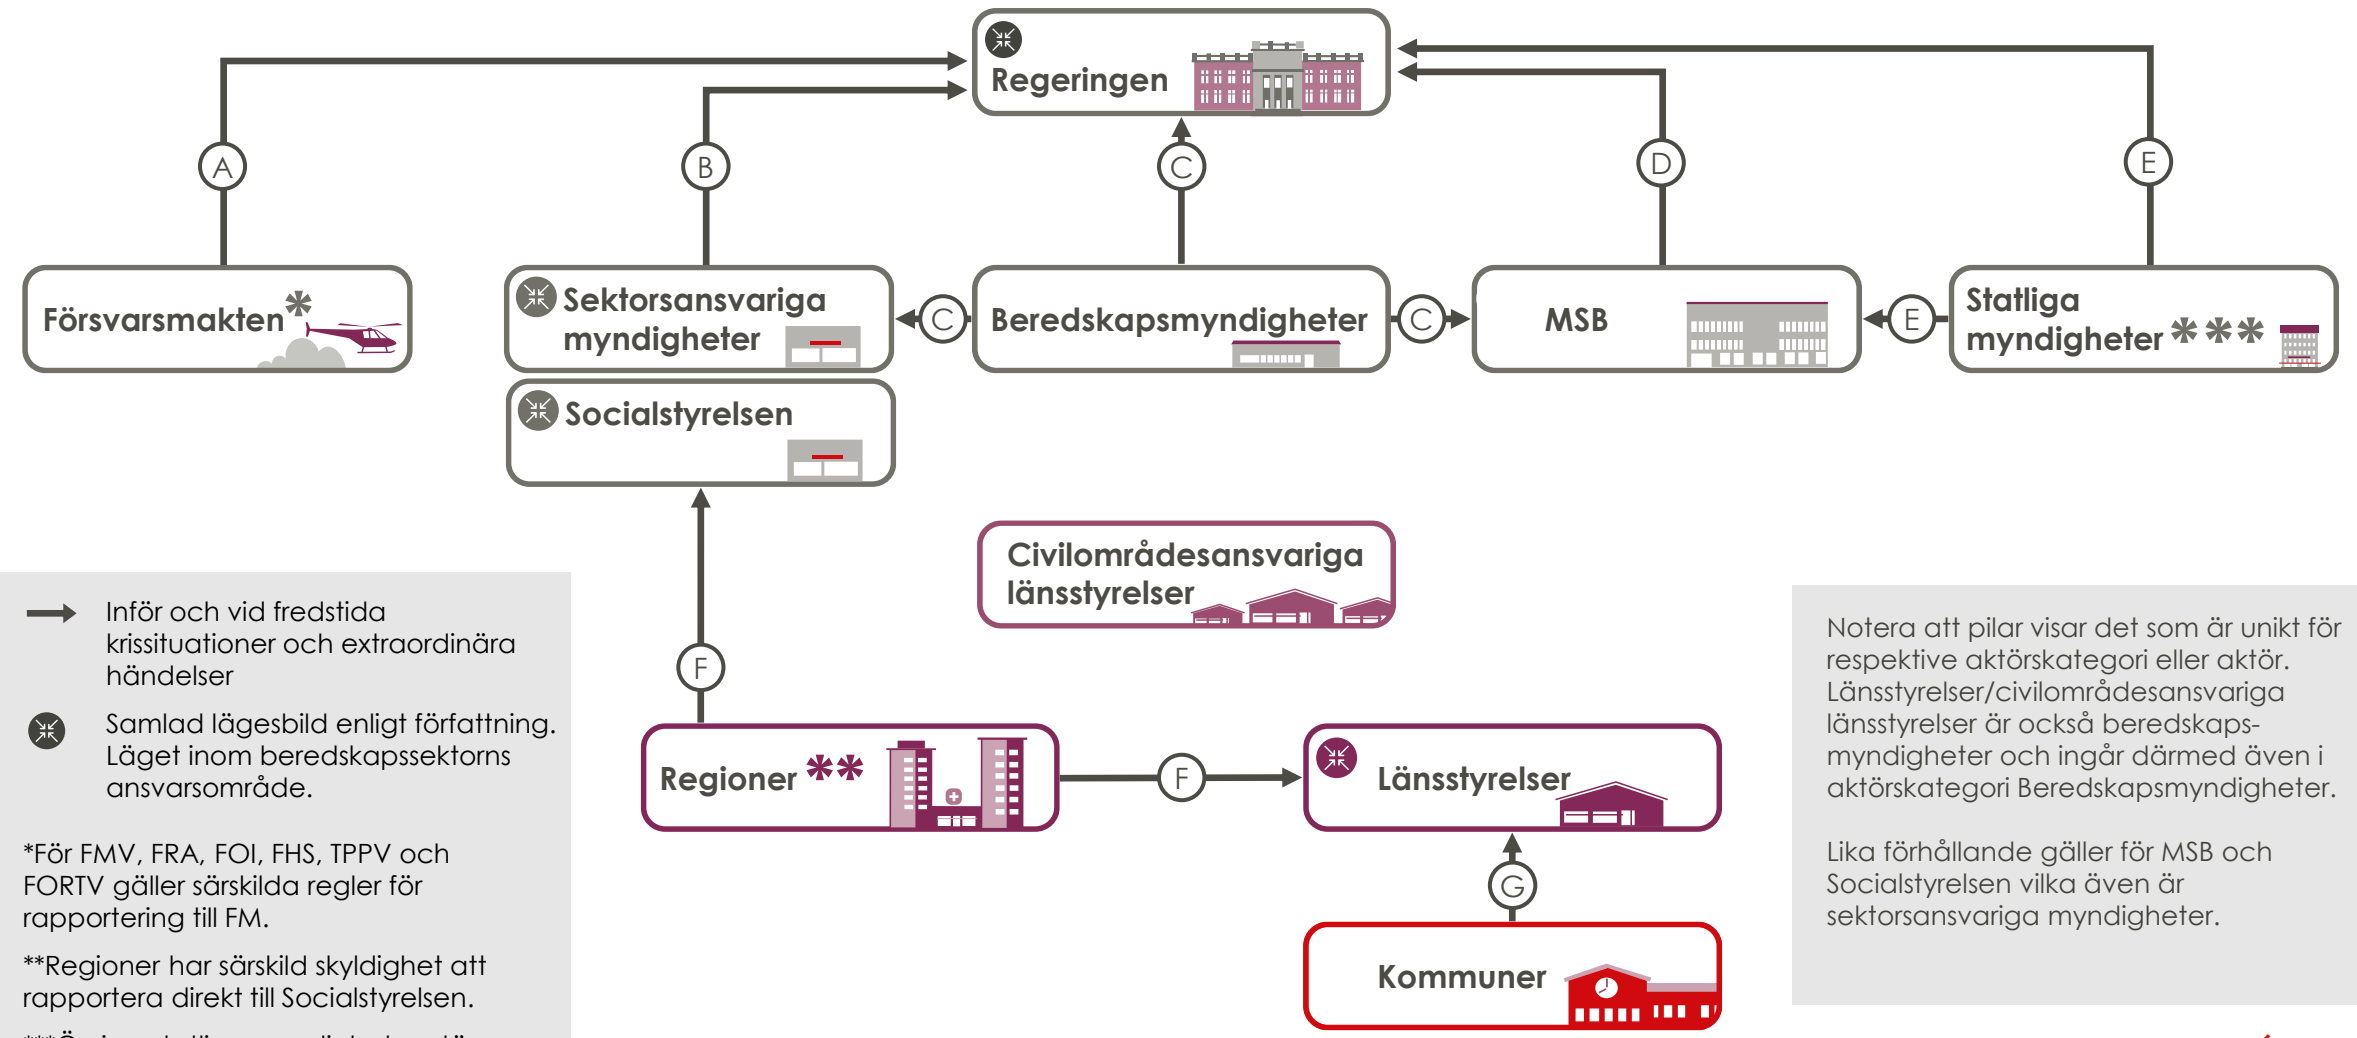 Regeringen
A
B
C
D
E
Försvarsmakten*
Sektorsansvariga
myndigheter
C
Beredskapsmyndigheter
C
MSB
E
Statliga
myndigheter ***
Socialstyrelsen
Civilområdesansvariga
länsstyrelser
F
Regioner **
F
Länsstyrelser
G
Kommuner
Inför och vid fredstida
krissituationer och extraordinära
händelser
Samlad lägesbild enligt författning.
Läget inom beredskapssektorns
ansvarsområde.
*För FMV, FRA, FOI, FHS, TPPV och
FORTV gäller särskilda regler för
rapportering till FM.
**Regioner har särskild skyldighet att
rapportera direkt till Socialstyrelsen.
Notera att pilar visar det som är unikt för
respektive aktörskategori eller aktör.
Länsstyrelser/civilområdesansvariga
länsstyrelser är också beredskaps-
myndigheter och ingår därmed även i
aktörskategori Beredskapsmyndigheter.
Lika förhållande gäller för MSB och
Socialstyrelsen vilka även är
sektorsansvariga myndigheter.